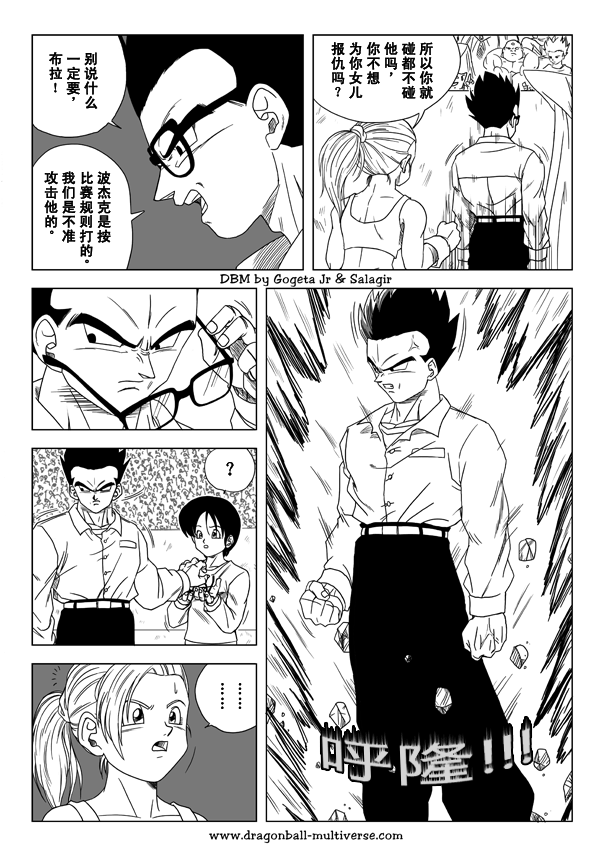 所以你就
碰都不碰
他吗，
你不想
为你女儿
报仇吗？
别说什么
一定要，
布拉！
波杰克是按
比赛规则打的。
我们是不准
攻击他的。
DBM by Gogeta Jr & Salagir
呼隆!!!
？
……
www.dragonball-multiverse.com